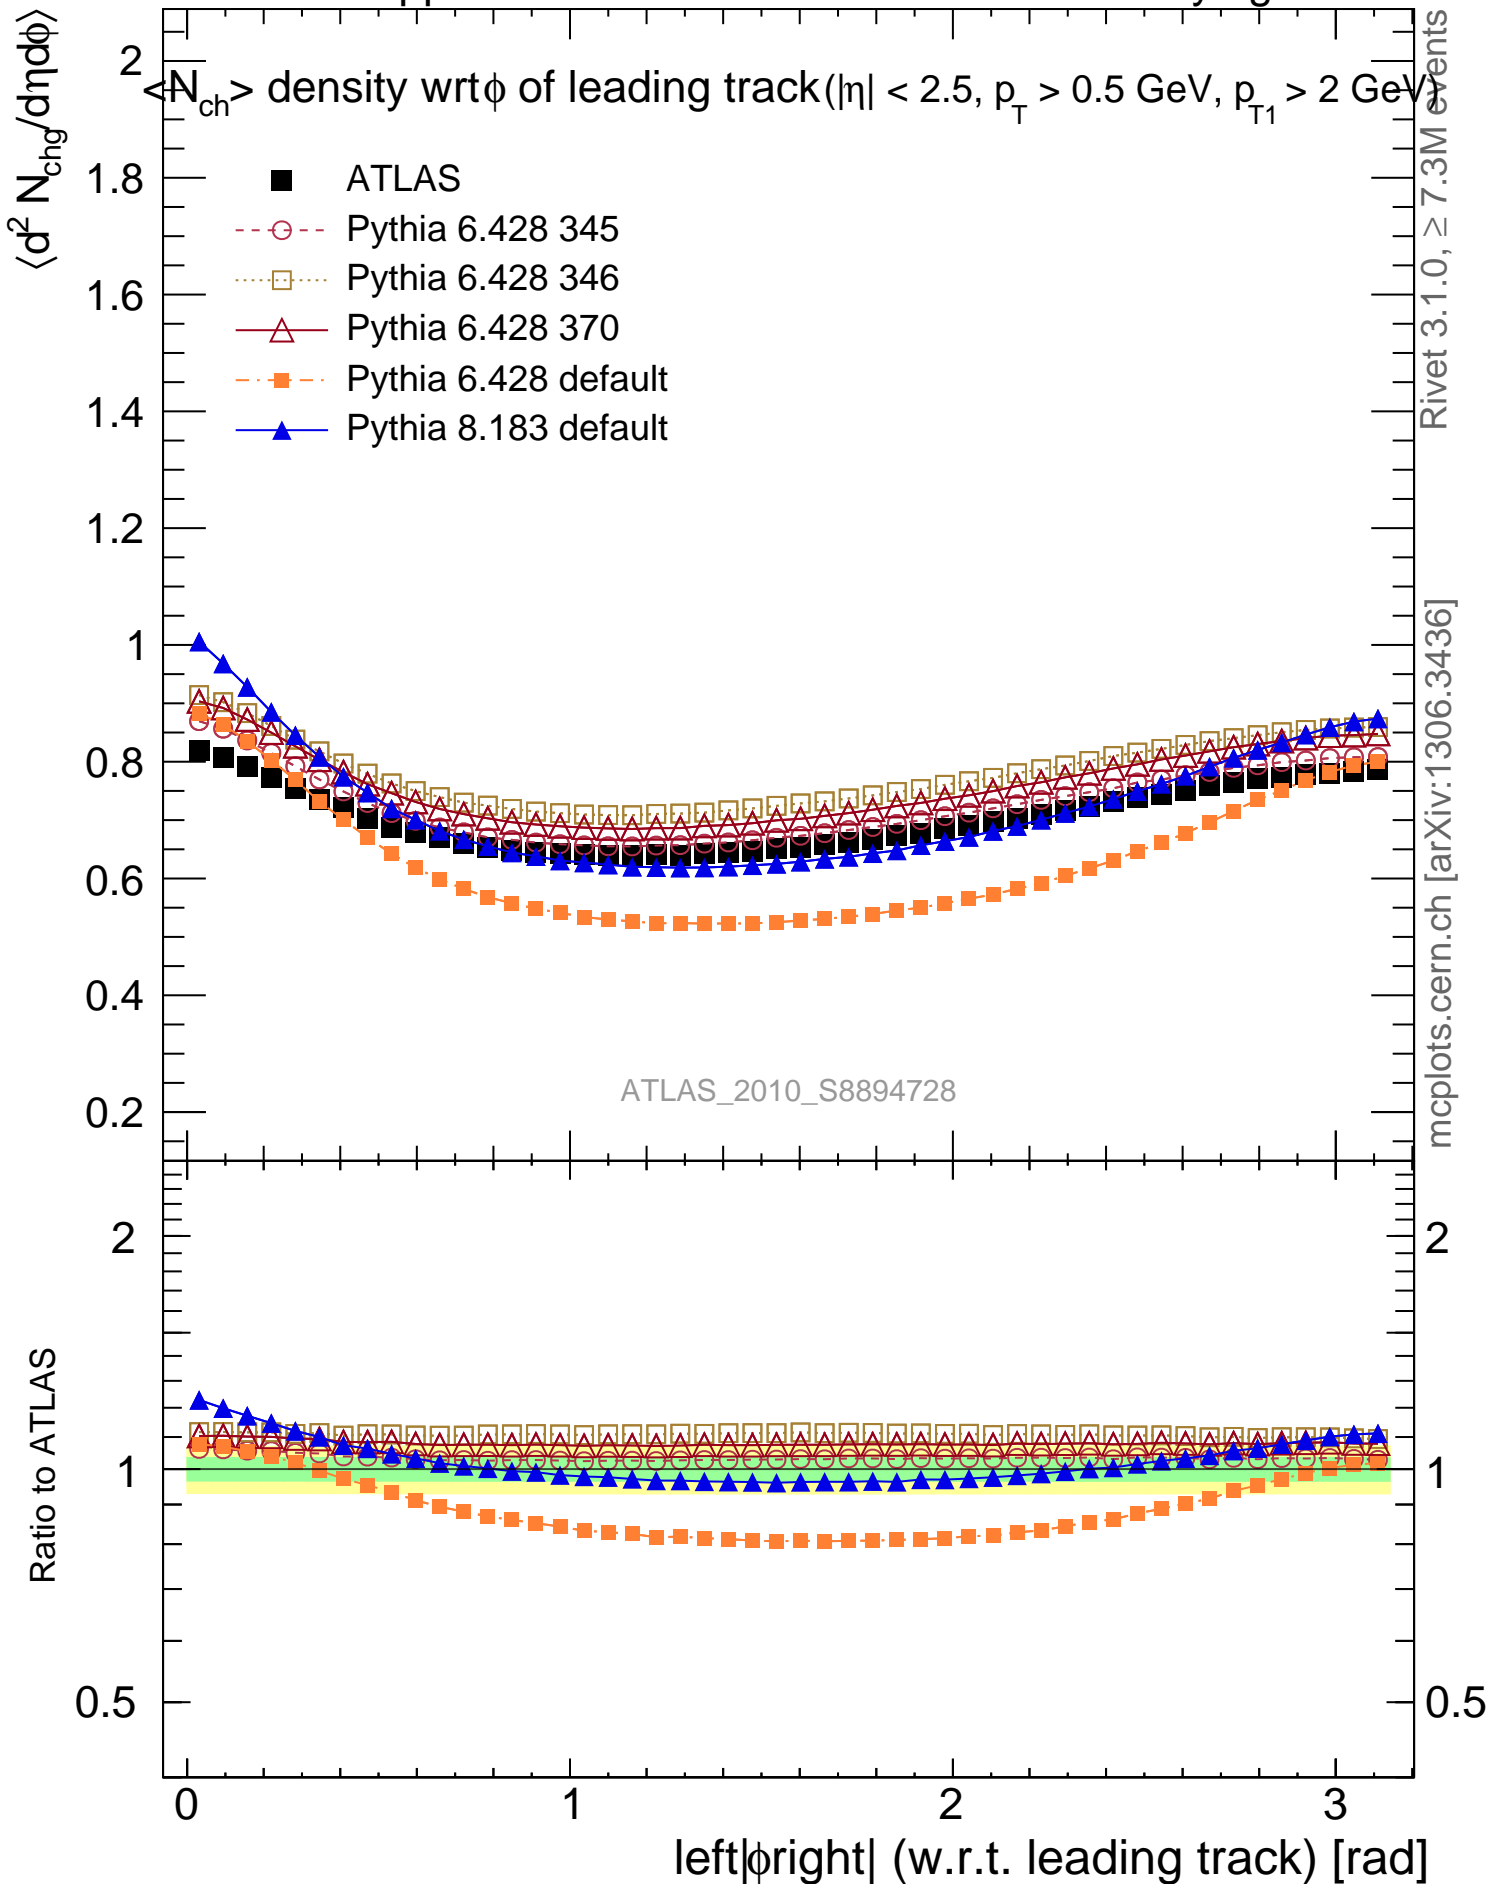 ⟨d² N_chg/dηdϕ⟩
<N_ch> density wrtϕ of leading track(|η| < 2.5, p_T > 0.5 GeV, p_T1 > 2 GeV)
ATLAS
Pythia 6.428 345
Pythia 6.428 346
Pythia 6.428 370
Pythia 6.428 default
Pythia 8.183 default
2
1.8
1.6
1.4
1.2
1
0.8
0.6
0.4
0.2
ATLAS_2010_S8894728
Rivet 3.1.0, ≥ 7.3M events
mcplots.cern.ch [arXiv:1306.3436]
Ratio to ATLAS
2
1
0.5
2
1
0.5
0 1 2 3
left|ϕright| (w.r.t. leading track) [rad]